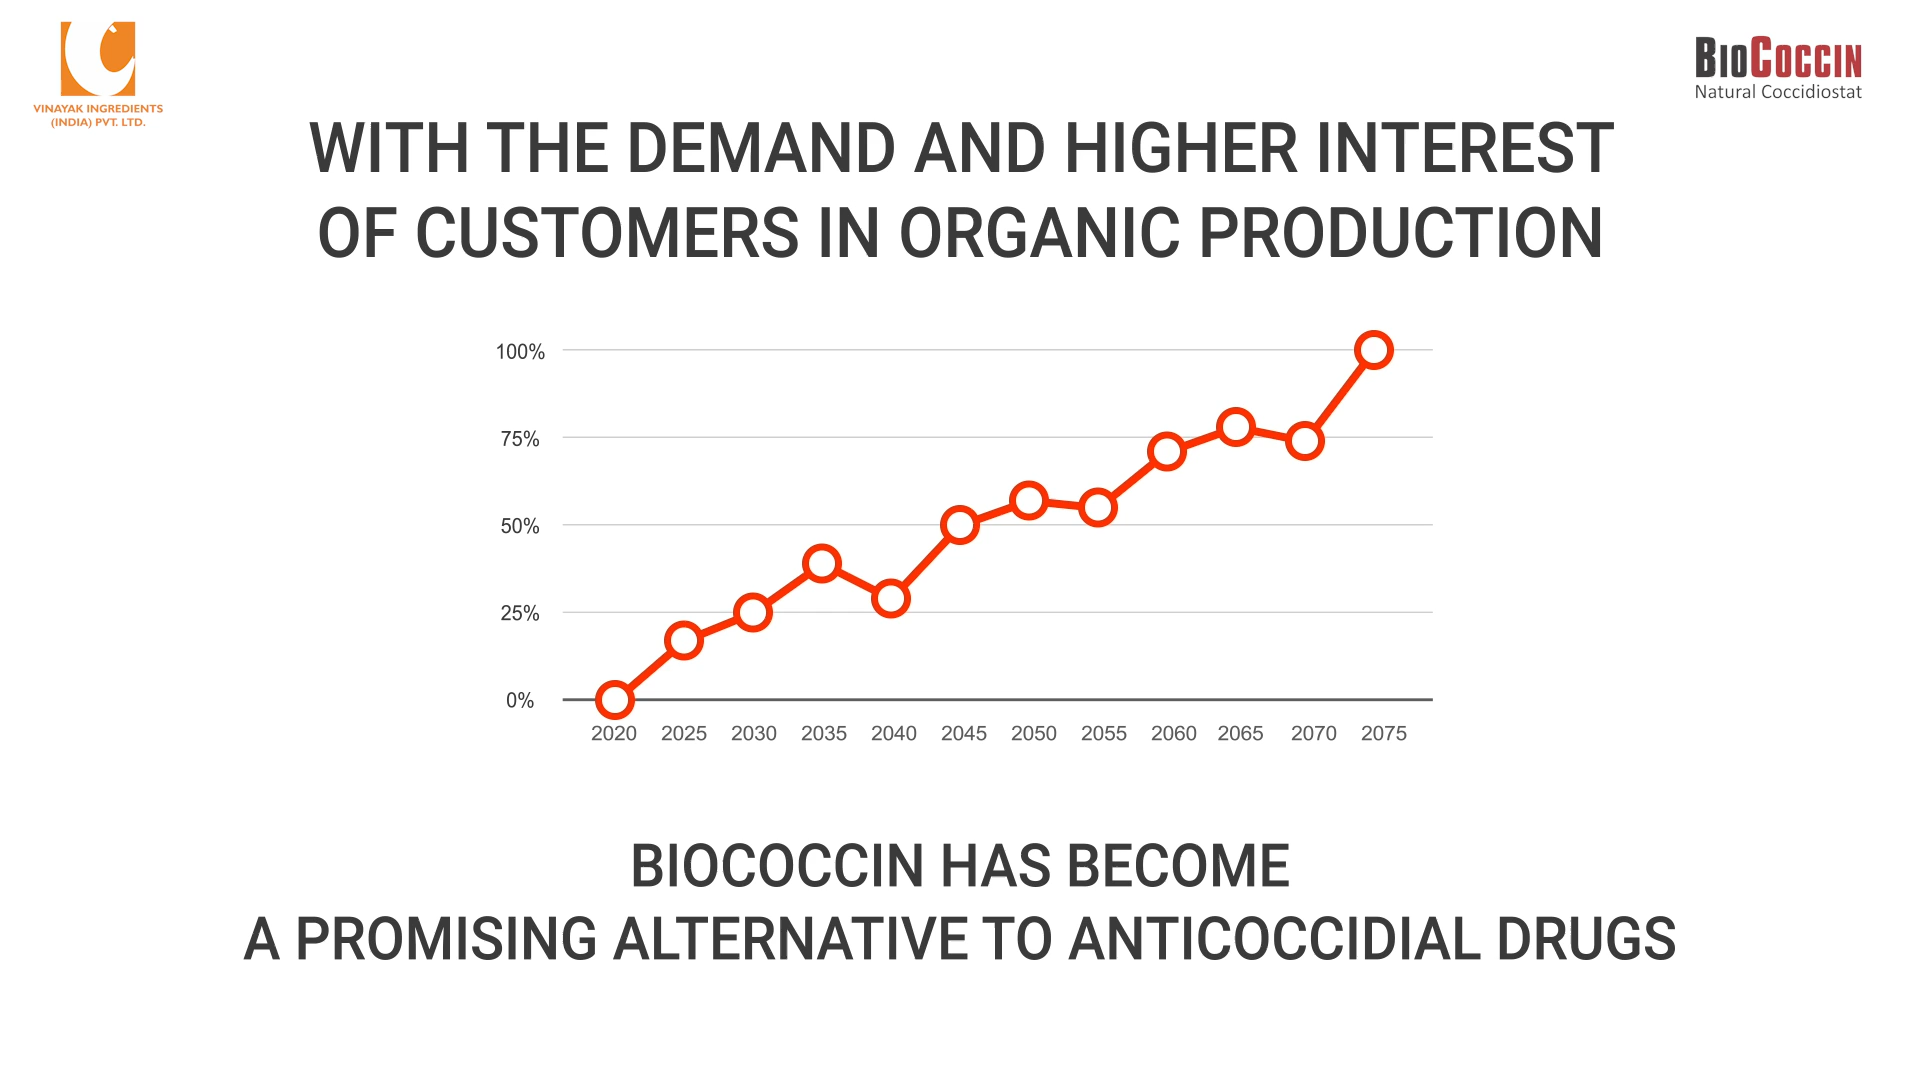 VINAYAK INGREDIENTS
(INDIA) PVT. LTD.
BIOCOCCIN
Natural Coccidiostat
WITH THE DEMAND AND HIGHER INTEREST
OF CUSTOMERS IN ORGANIC PRODUCTION
100%
75%
50%
25%
0%
2020 2025 2030 2035 2040 2045 2050 2055 2060 2065 2070 2075
BIOCOCCIN HAS BECOME
A PROMISING ALTERNATIVE TO ANTICOCCIDIAL DRUGS